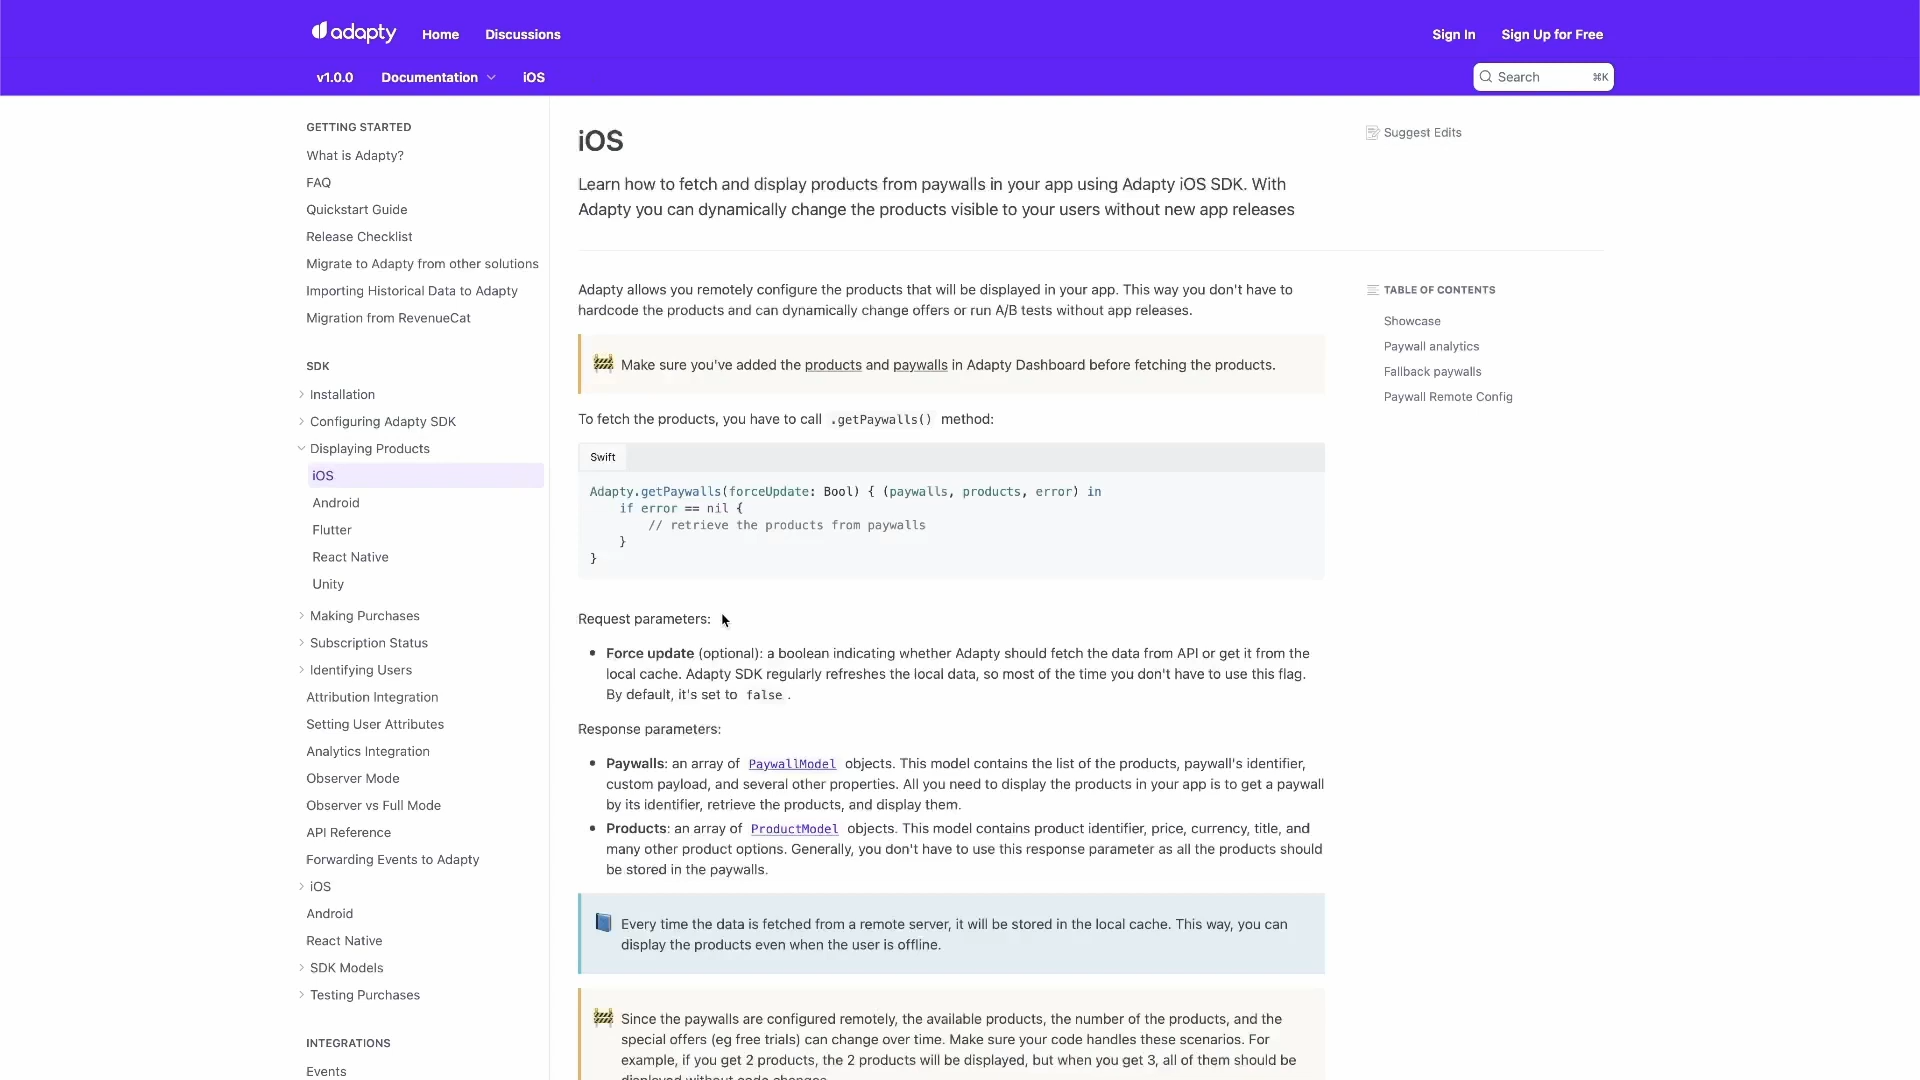 adapty
Home
Discussions
Sign In
Sign Up for Free
v1.0.0
Documentation
iOS
Search
⌘K
GETTING STARTED
What is Adapty?
FAQ
Quickstart Guide
Release Checklist
Migrate to Adapty from other solutions
Importing Historical Data to Adapty
Migration from RevenueCat
SDK
Installation
Configuring Adapty SDK
Displaying Products
iOS
Android
Flutter
React Native
Unity
Making Purchases
Subscription Status
Identifying Users
Attribution Integration
Setting User Attributes
Analytics Integration
Observer Mode
Observer vs Full Mode
API Reference
Forwarding Events to Adapty
iOS
Android
React Native
SDK Models
Testing Purchases
INTEGRATIONS
Events
iOS
Learn how to fetch and display products from paywalls in your app using Adapty iOS SDK. With
Adapty you can dynamically change the products visible to your users without new app releases
Adapty allows you remotely configure the products that will be displayed in your app. This way you don't have to
hardcode the products and can dynamically change offers or run A/B tests without app releases.
Make sure you've added the products and paywalls in Adapty Dashboard before fetching the products.
To fetch the products, you have to call .getPaywalls() method:
Swift
Adapty.getPaywalls(forceUpdate: Bool) { (paywalls, products, error) in
if error == nil {
// retrieve the products from paywalls
}
}
Request parameters:
Force update (optional): a boolean indicating whether Adapty should fetch the data from API or get it from the
local cache. Adapty SDK regularly refreshes the local data, so most of the time you don't have to use this flag.
By default, it's set to false .
Response parameters:
Paywalls: an array of PaywallModel objects. This model contains the list of the products, paywall's identifier,
custom payload, and several other properties. All you need to display the products in your app is to get a paywall
by its identifier, retrieve the products, and display them.
Products: an array of ProductModel objects. This model contains product identifier, price, currency, title, and
many other product options. Generally, you don't have to use this response parameter as all the products should
be stored in the paywalls.
Every time the data is fetched from a remote server, it will be stored in the local cache. This way, you can
display the products even when the user is offline.
Since the paywalls are configured remotely, the available products, the number of the products, and the
special offers (eg free trials) can change over time. Make sure your code handles these scenarios. For
example, if you get 2 products, the 2 products will be displayed, but when you get 3, all of them should be
displayed without code changes.
Suggest Edits
TABLE OF CONTENTS
Showcase
Paywall analytics
Fallback paywalls
Paywall Remote Config